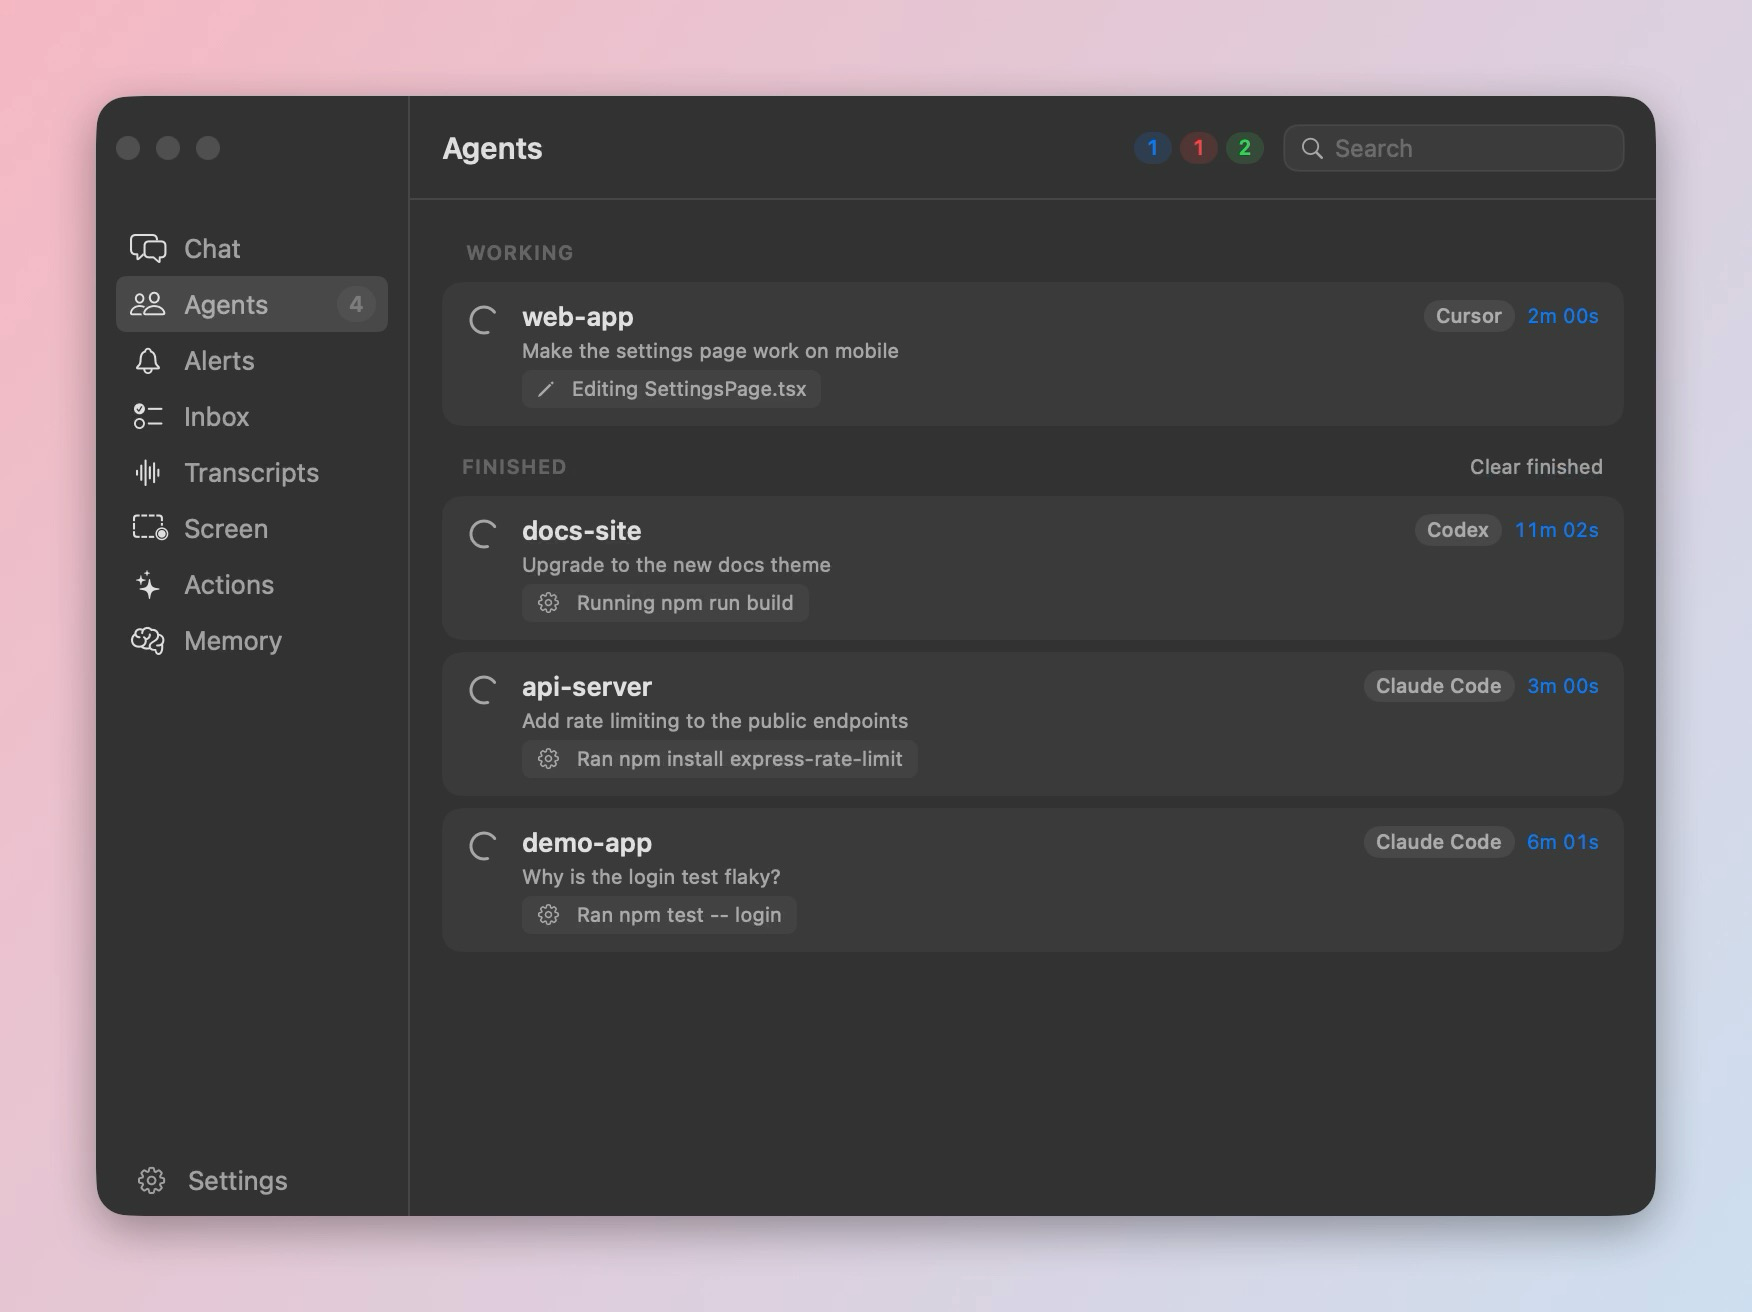 Agents
1 1 2 Search
Chat
Agents 4
Alerts
Inbox
Transcripts
Screen
Actions
Memory
Settings
WORKING
web-app
Cursor 2m 00s
Make the settings page work on mobile
Editing SettingsPage.tsx
FINISHED
Clear finished
docs-site
Codex 11m 02s
Upgrade to the new docs theme
Running npm run build
api-server
Claude Code 3m 00s
Add rate limiting to the public endpoints
Ran npm install express-rate-limit
demo-app
Claude Code 6m 01s
Why is the login test flaky?
Ran npm test -- login